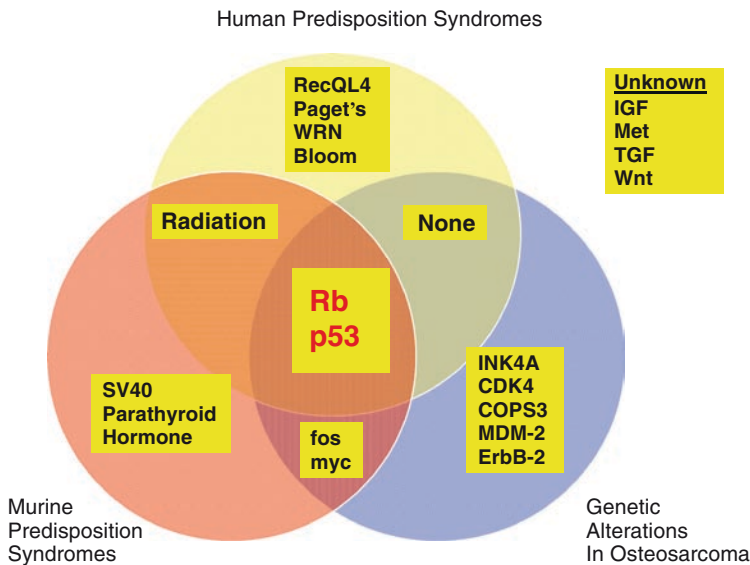 Human Predisposition Syndromes
RecQL4
Paget’s
WRN
Bloom
Unknown
IGF
Met
TGF
Wnt
Radiation
None
Rb
p53
SV40
Parathyroid
Hormone
fos
myc
INK4A
CDK4
COPS3
MDM-2
ErbB-2
Murine
Predisposition
Syndromes
Genetic
Alterations
In Osteosarcoma